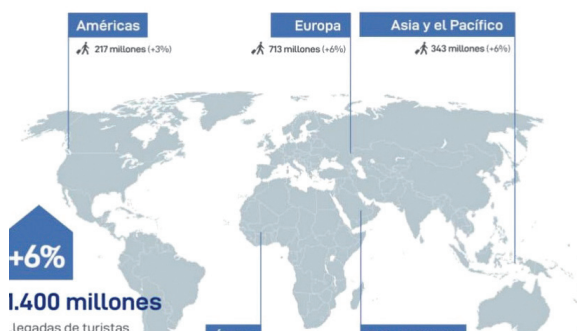 Américas
217 millones (+3%)
Europa
713 millones (+6%)
Asia y el Pacífico
343 millones (+6%)
+6%
1.400 millones
de turistas